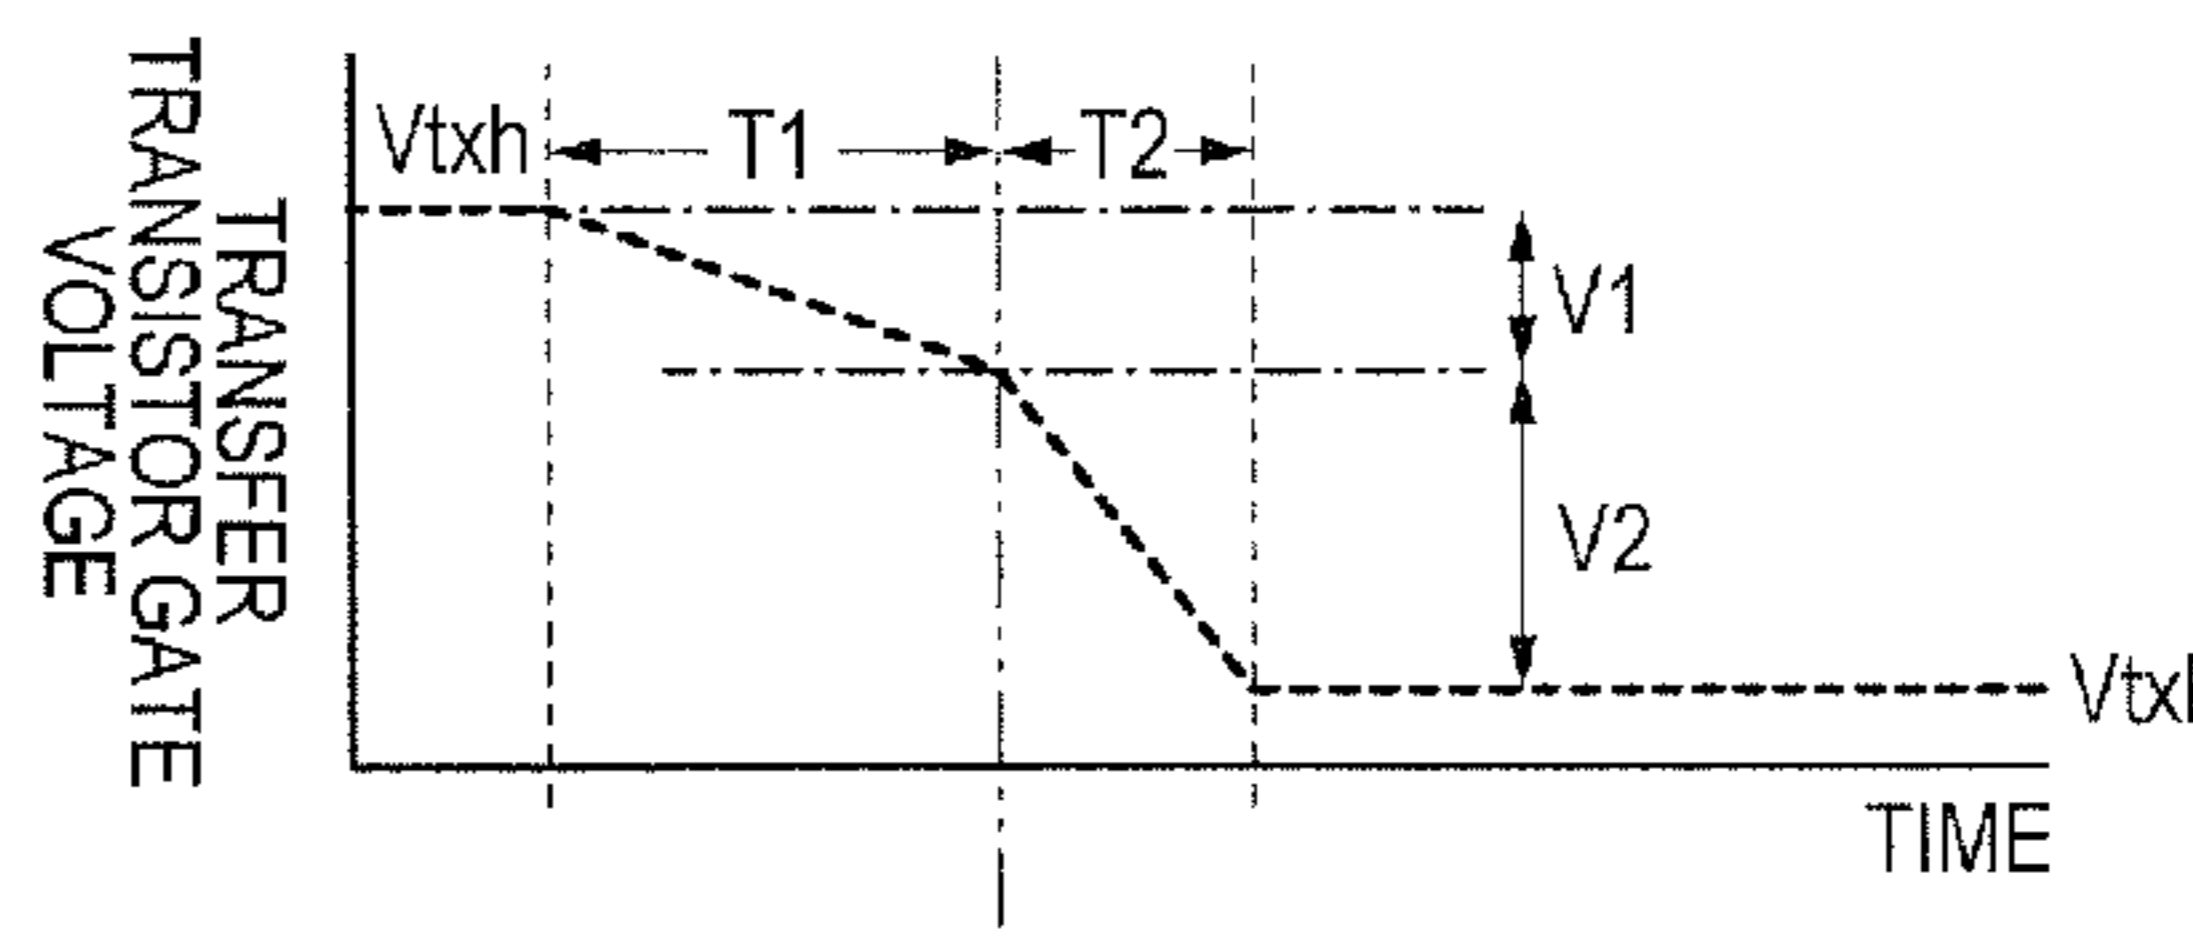 TRANSFER
TRANSISTOR GATE
VOLTAGE
Vtxh
T1
T2
V1
V2
Vtxl
TIME